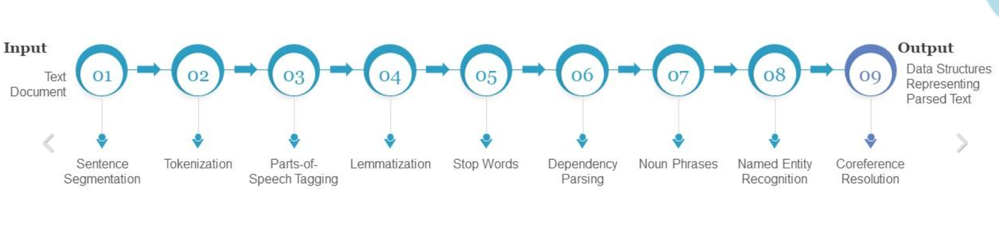 Input
Text
Document
01
02
03
04
05
06
07
08
09
Output
Data Structures
Representing
Parsed Text
Sentence
Segmentation
Tokenization
Parts-of-
Speech Tagging
Lemmatization
Stop Words
Dependency
Parsing
Noun Phrases
Named Entity
Recognition
Coreference
Resolution